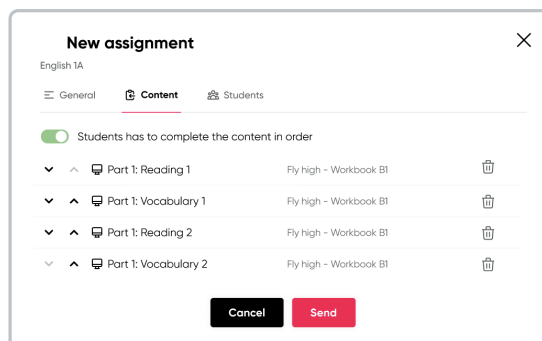 New assignment
English 1A
General Content Students
Students has to complete the content in order
Part 1: Reading 1 Fly high - Workbook B1
Part 1: Vocabulary 1 Fly high - Workbook B1
Part 1: Reading 2 Fly high - Workbook B1
Part 1: Vocabulary 2 Fly high - Workbook B1
Cancel Send